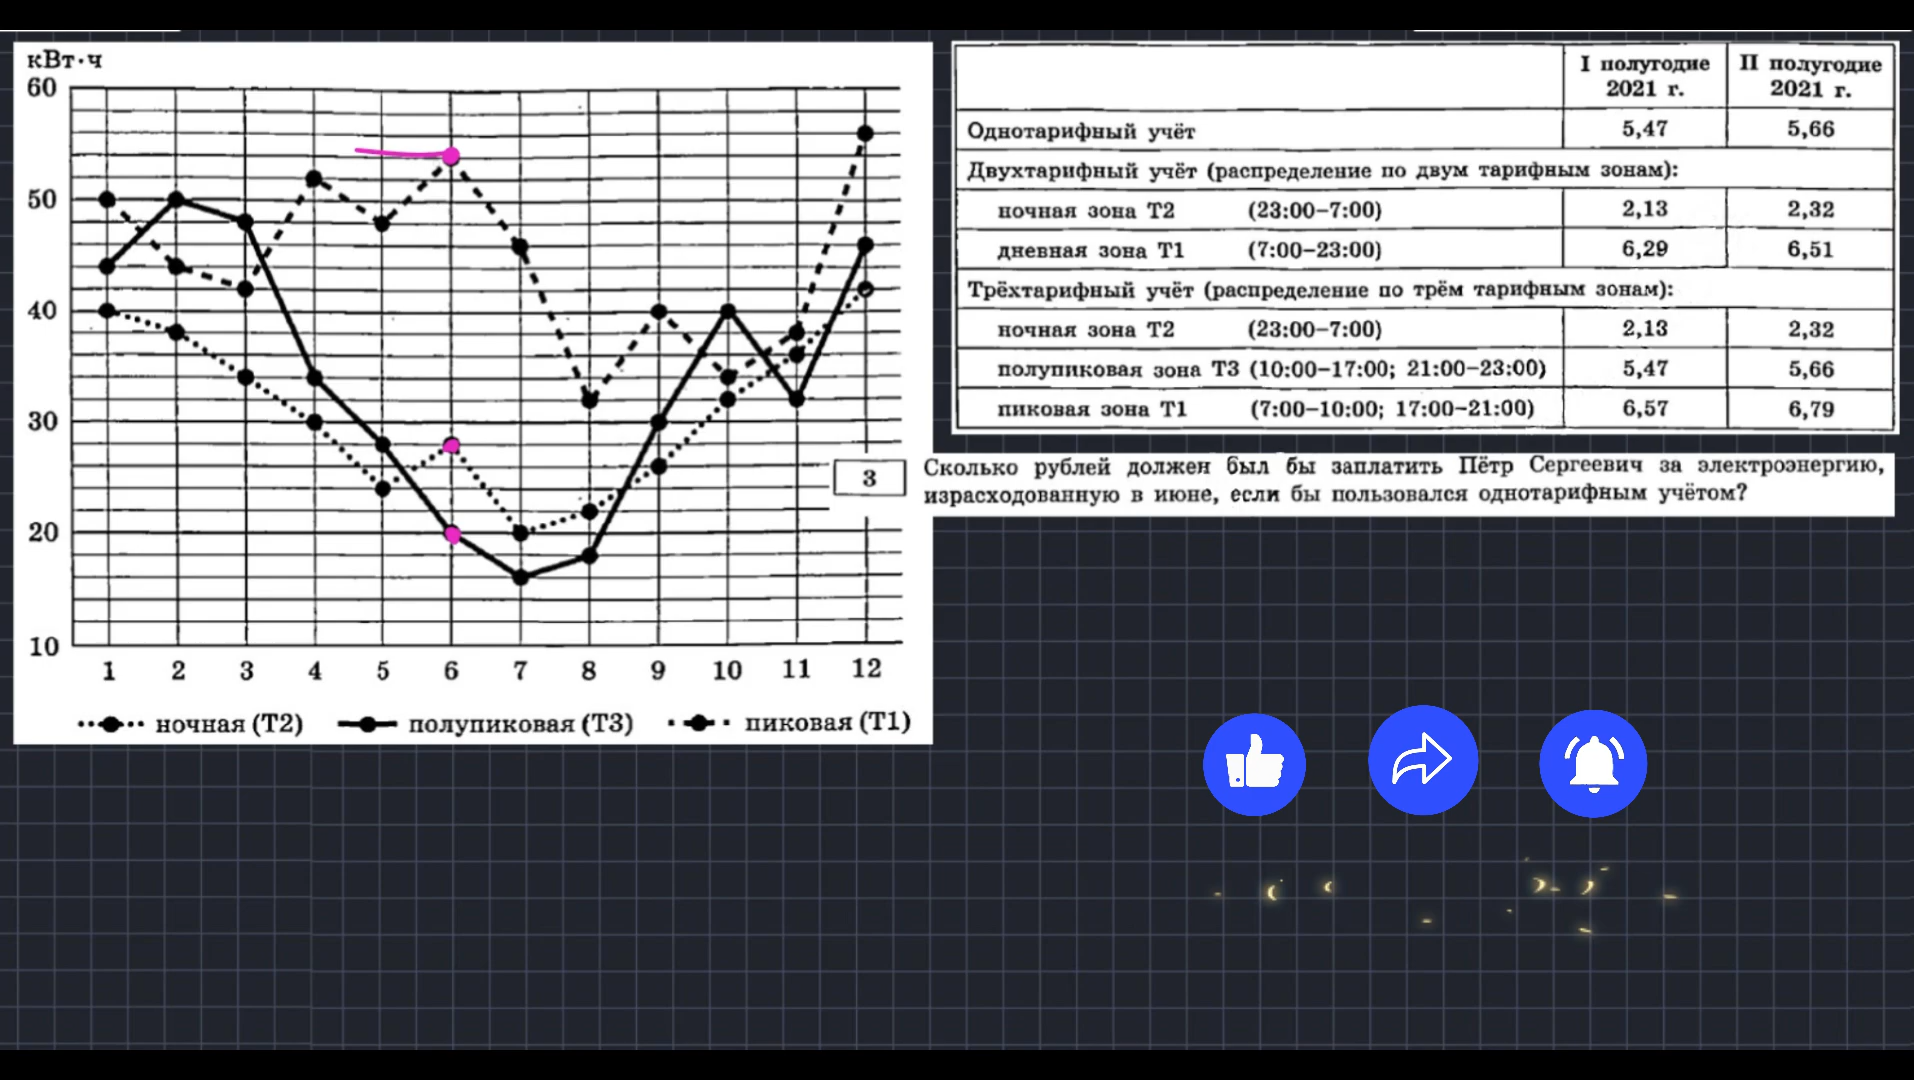 кВт·ч
60
50
40
30
20
10
1 2 3 4 5 6 7 8 9 10 11 12
ночная (Т2) полупиковая (Т3) пиковая (Т1)
I полугодие 2021 г. II полугодие 2021 г.
Однотарифный учёт 5,47 5,66
Двухтарифный учёт (распределение по двум тарифным зонам):
ночная зона Т2 (23:00–7:00) 2,13 2,32
дневная зона Т1 (7:00–23:00) 6,29 6,51
Трёхтарифный учёт (распределение по трём тарифным зонам):
ночная зона Т2 (23:00–7:00) 2,13 2,32
полупиковая зона Т3 (10:00–17:00; 21:00–23:00) 5,47 5,66
пиковая зона Т1 (7:00–10:00; 17:00–21:00) 6,57 6,79
3 Сколько рублей должен был бы заплатить Пётр Сергеевич за электроэнергию,
израсходованную в июне, если бы пользовался однотарифным учётом?